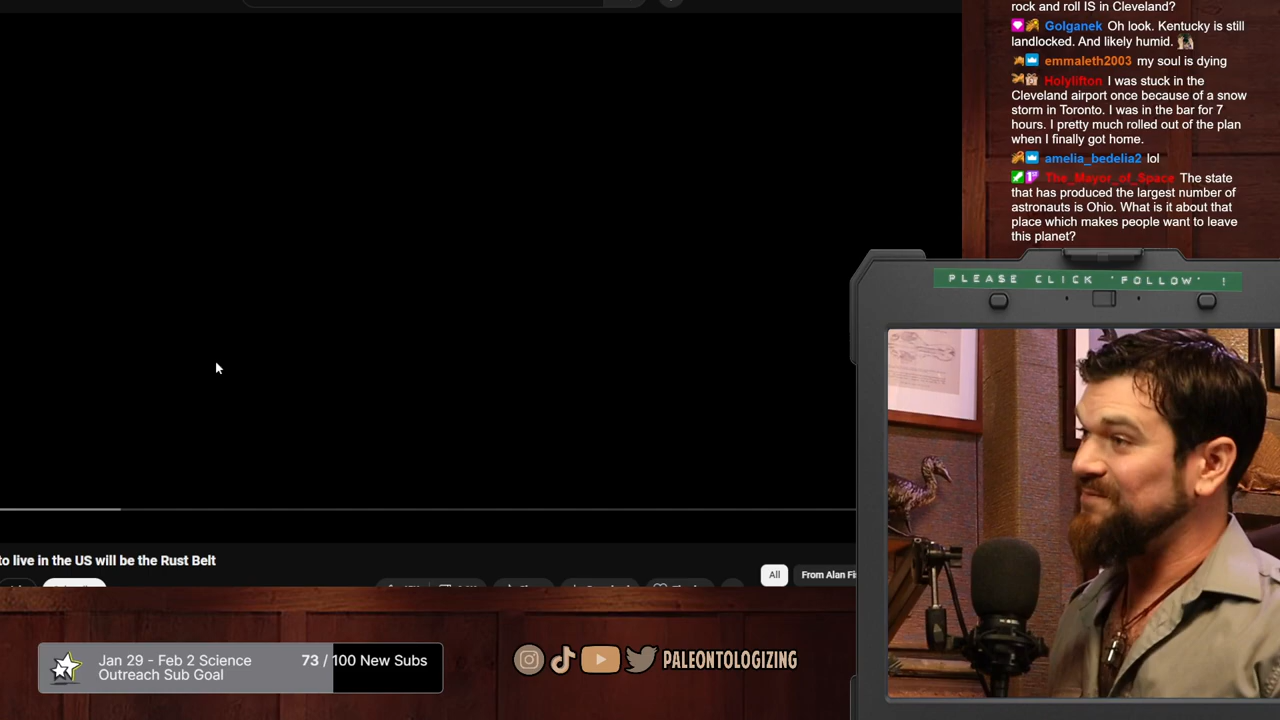 rock and roll IS in Cleveland?
Golganek Oh look. Kentucky is still
landlocked. And likely humid.
emmaleth2003 my soul is dying
Holylifton I was stuck in the
Cleveland airport once because of a snow
storm in Toronto. I was in the bar for 7
hours. I pretty much rolled out of the plan
when I finally got home.
amelia_bedelia2 lol
The_Mayor_of_Space The state
that has produced the largest number of
astronauts is Ohio. What is it about that
place which makes people want to leave
this planet?
PLEASE CLICK 'FOLLOW' !
to live in the US will be the Rust Belt
All
From Alan Fi
Jan 29 - Feb 2 Science
Outreach Sub Goal
73 / 100 New Subs
PALEONTOLOGIZING